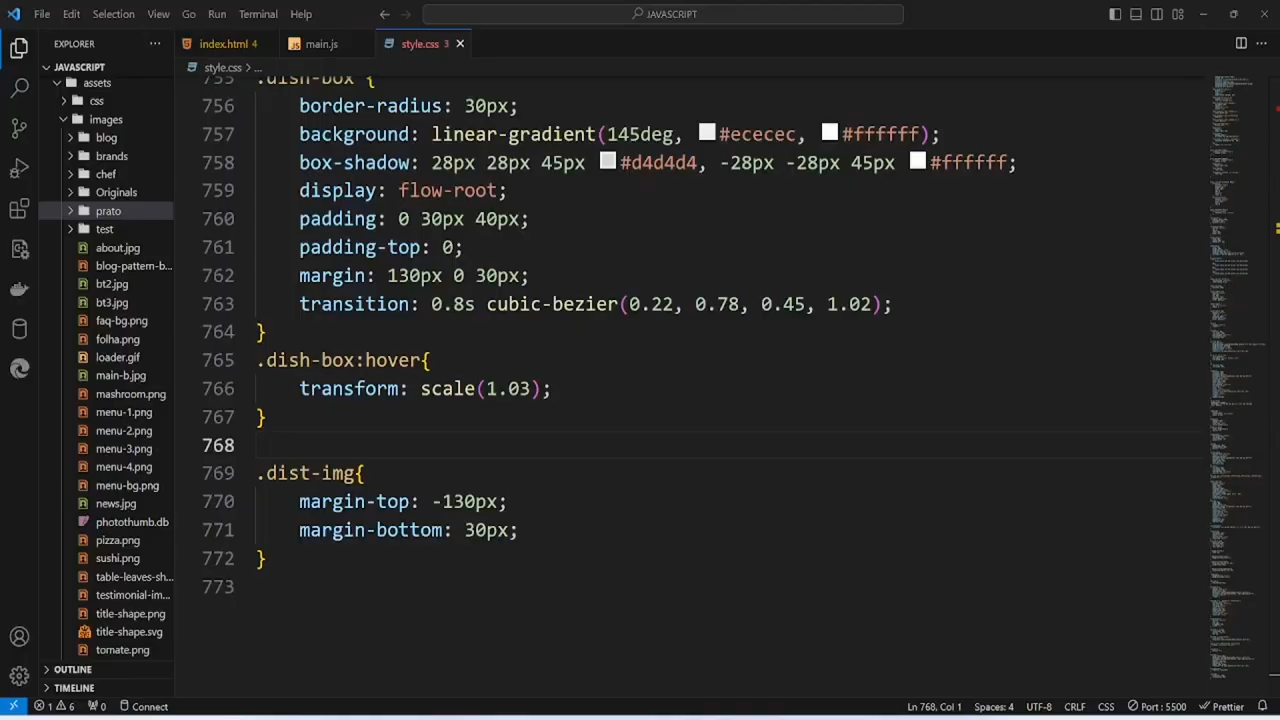 File Edit Selection View Go Run Terminal Help
JAVASCRIPT
EXPLORER
index.html 4
main.js
style.css 3
JAVASCRIPT
style.css > ...
assets
css
images
blog
brands
chef
Originals
prato
test
about.jpg
blog-pattern-b...
bt2.jpg
bt3.jpg
faq-bg.png
folha.png
loader.gif
main-b.jpg
mashroom.png
menu-1.png
menu-2.png
menu-3.png
menu-4.png
menu-bg.png
news.jpg
photothumb.db
pizza.png
sushi.png
table-leaves-sh...
testimonial-im...
title-shape.png
title-shape.svg
tomate.png
OUTLINE
TIMELINE
755 .dish-box {
756 border-radius: 30px;
757 background: linear-gradient(145deg, #ececec, #ffffff);
758 box-shadow: 28px 28px 45px #d4d4d4, -28px -28px 45px #ffffff;
759 display: flow-root;
760 padding: 0 30px 40px;
761 padding-top: 0;
762 margin: 130px 0 30px;
763 transition: 0.8s cubic-bezier(0.22, 0.78, 0.45, 1.02);
764 }
765 .dish-box:hover{
766 transform: scale(1.03);
767 }
768
769 .dist-img{
770 margin-top: -130px;
771 margin-bottom: 30px;
772 }
773
1 6 0 Connect
Ln 768, Col 1 Spaces: 4 UTF-8 CRLF CSS Port : 5500 Prettier